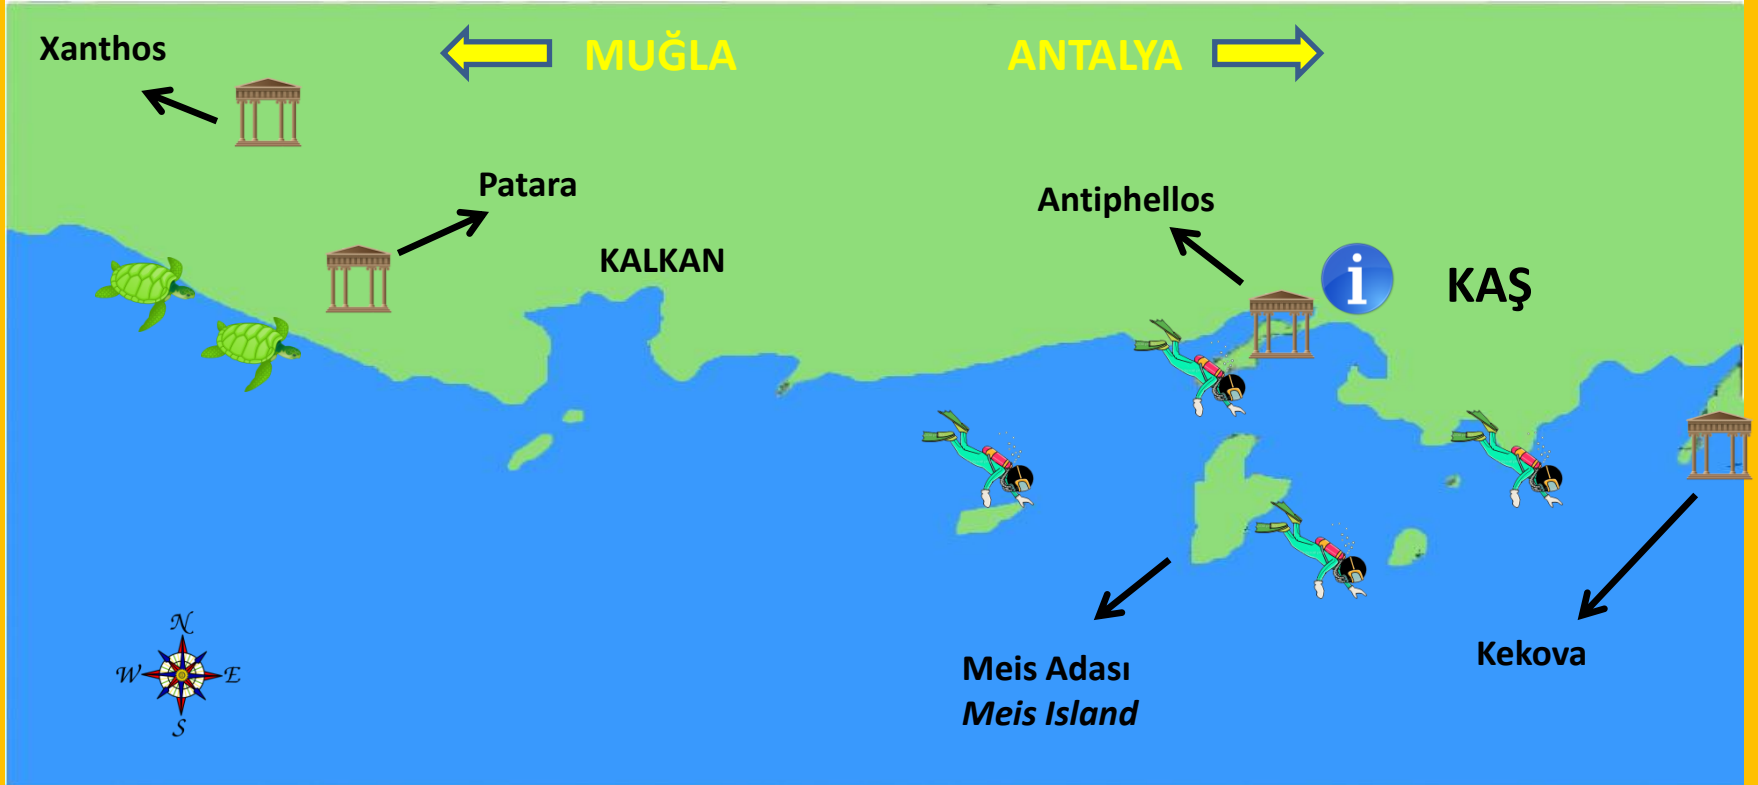 Xanthos
MUĞLA
ANTALYA
Patara
Antiphellos
KALKAN
i
KAŞ
N
W
E
S
Meis Adası
Meis Island
Kekova